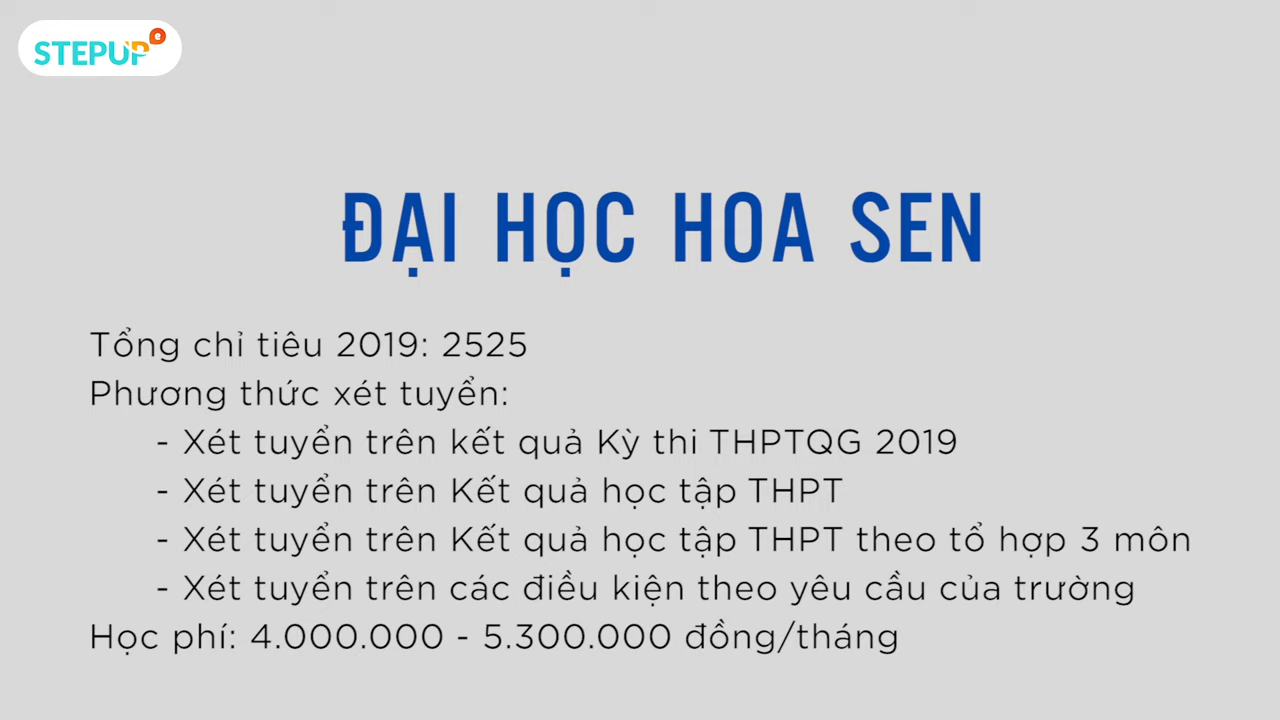 STEPUP e
ĐẠI HỌC HOA SEN
Tổng chỉ tiêu 2019: 2525
Phương thức xét tuyển:
- Xét tuyển trên kết quả Kỳ thi THPTQG 2019
- Xét tuyển trên Kết quả học tập THPT
- Xét tuyển trên Kết quả học tập THPT theo tổ hợp 3 môn
- Xét tuyển trên các điều kiện theo yêu cầu của trường
Học phí: 4.000.000 - 5.300.000 đồng/tháng